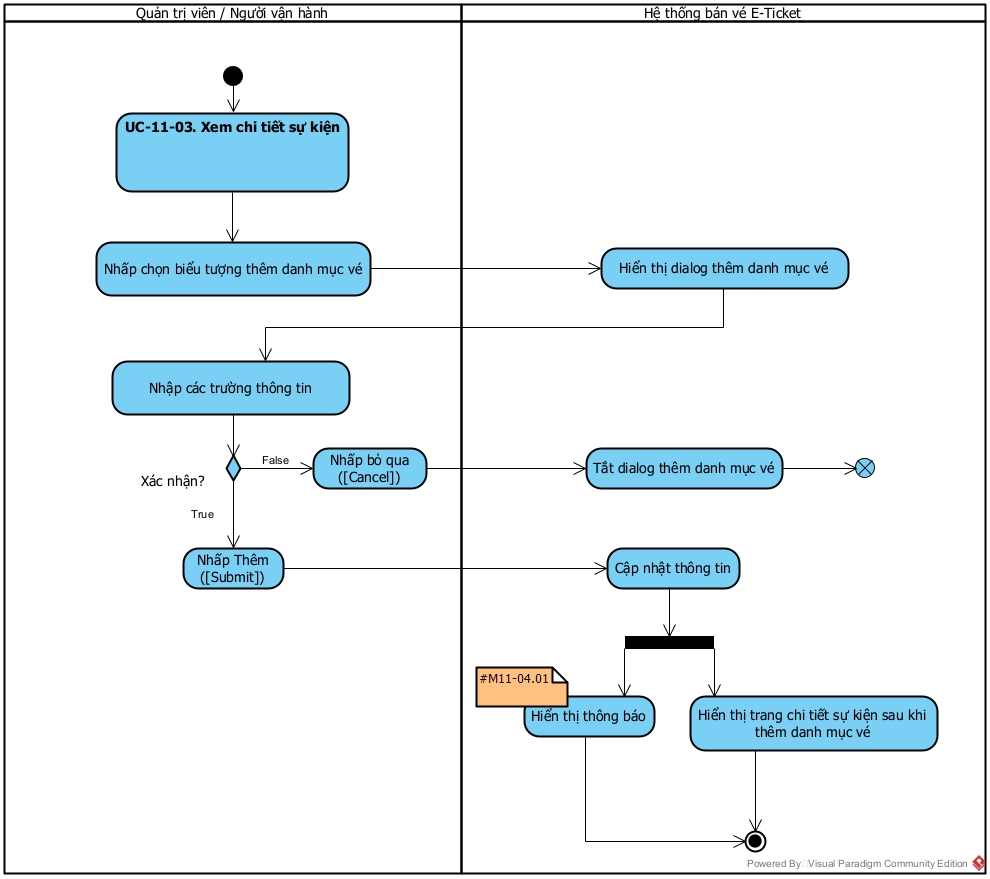 Quản trị viên / Người vận hành
Hệ thống bán vé E-Ticket
UC-11-03. Xem chi tiết sự kiện
Nhấp chọn biểu tượng thêm danh mục vé
Hiển thị dialog thêm danh mục vé
Nhập các trường thông tin
Xác nhận?
False
Nhấp bỏ qua
([Cancel])
Tắt dialog thêm danh mục vé
True
Nhấp Thêm
([Submit])
Cập nhật thông tin
#M11-04.01
Hiển thị thông báo
Hiển thị trang chi tiết sự kiện sau khi
thêm danh mục vé
Powered By Visual Paradigm Community Edition